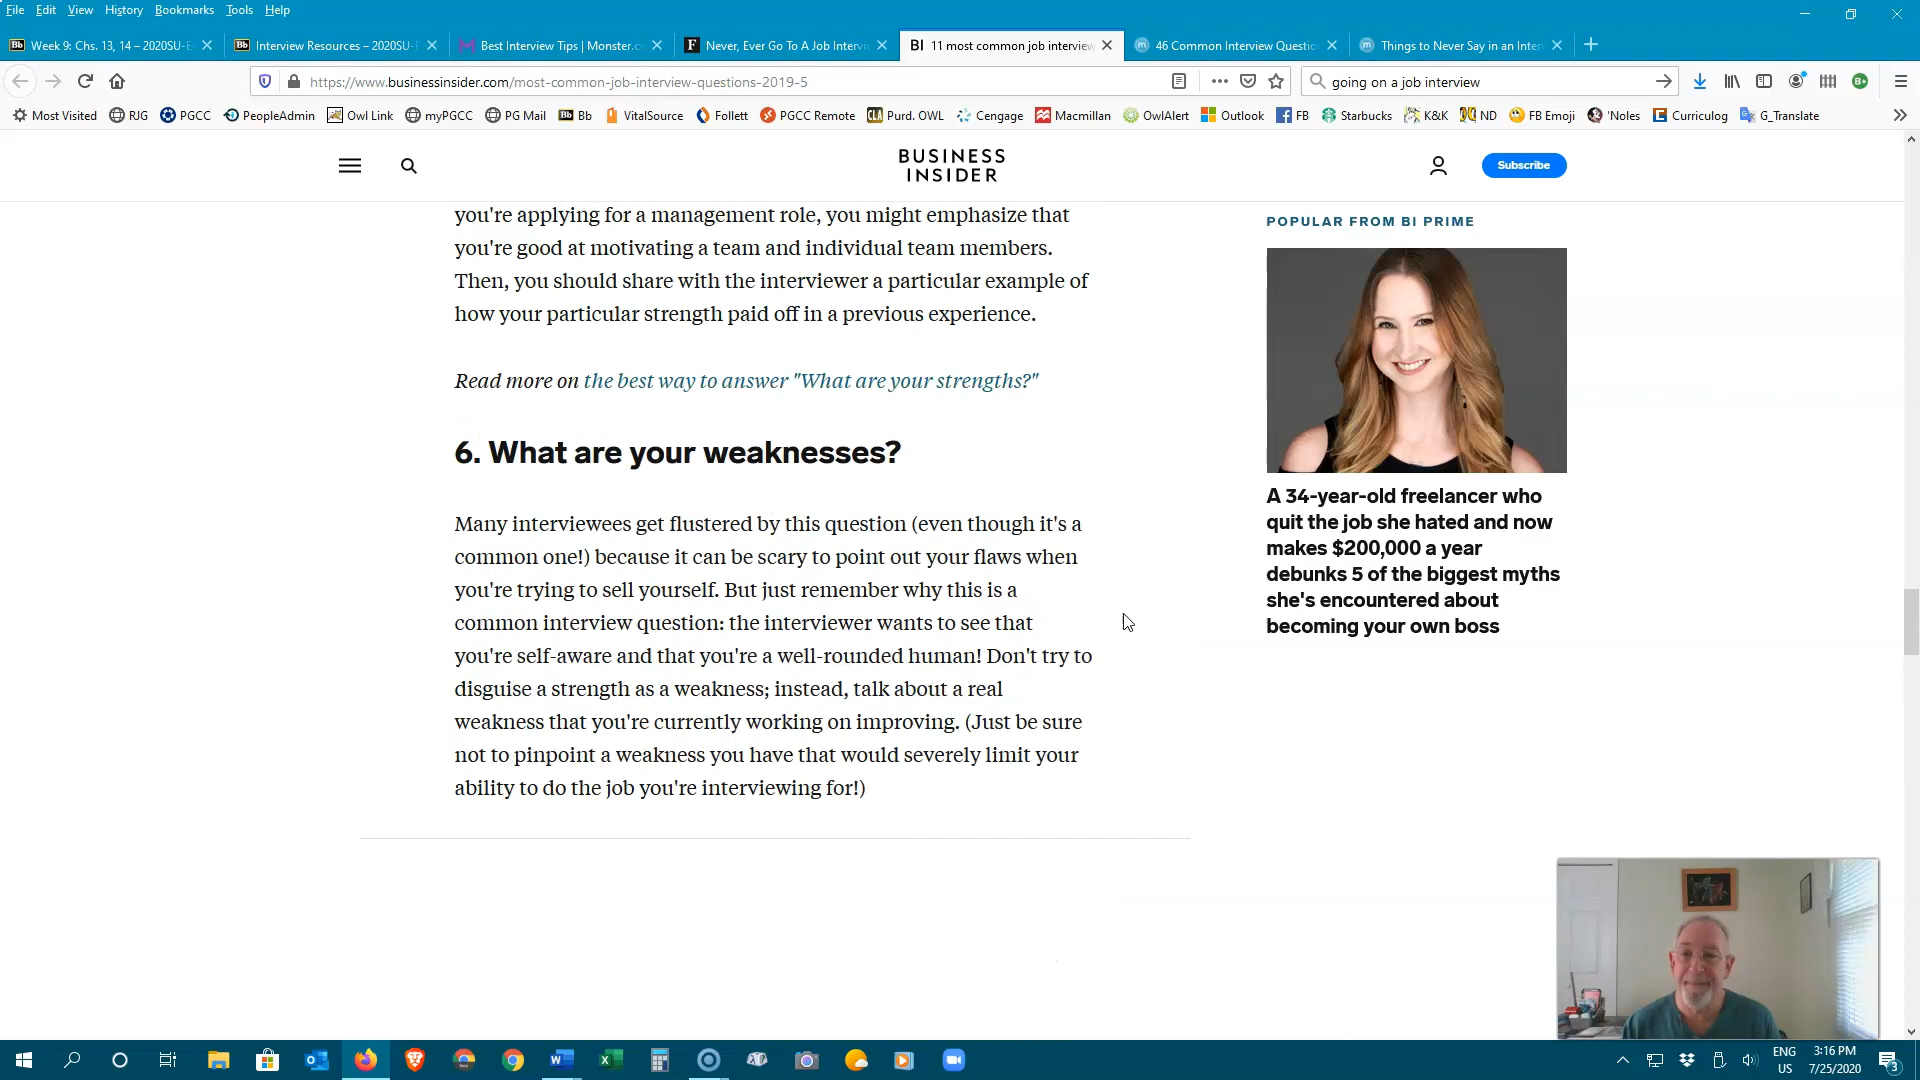 File Edit View History Bookmarks Tools Help
Week 9: Chs. 13, 14 – 2020SU-E
Interview Resources – 2020SU-E
Best Interview Tips | Monster.c
Never, Ever Go To A Job Intervi
BI 11 most common job interview
46 Common Interview Questio
Things to Never Say in an Inter
https://www.businessinsider.com/most-common-job-interview-questions-2019-5
going on a job interview
Most Visited RJG PGCC PeopleAdmin Owl Link myPGCC PG Mail Bb VitalSource Follett PGCC Remote Purd. OWL Cengage Macmillan OwlAlert Outlook FB Starbucks K&K ND FB Emoji 'Noles Curriculog G_Translate
BUSINESS
INSIDER
Subscribe
you're applying for a management role, you might emphasize that
you're good at motivating a team and individual team members.
Then, you should share with the interviewer a particular example of
how your particular strength paid off in a previous experience.
Read more on the best way to answer "What are your strengths?"
6. What are your weaknesses?
Many interviewees get flustered by this question (even though it's a
common one!) because it can be scary to point out your flaws when
you're trying to sell yourself. But just remember why this is a
common interview question: the interviewer wants to see that
you're self-aware and that you're a well-rounded human! Don't try to
disguise a strength as a weakness; instead, talk about a real
weakness that you're currently working on improving. (Just be sure
not to pinpoint a weakness you have that would severely limit your
ability to do the job you're interviewing for!)
POPULAR FROM BI PRIME
A 34-year-old freelancer who
quit the job she hated and now
makes $200,000 a year
debunks 5 of the biggest myths
she's encountered about
becoming your own boss
ENG
US
3:16 PM
7/25/2020
3